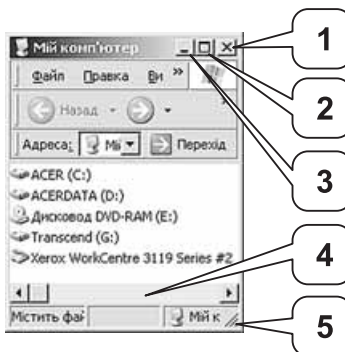 Мій комп'ютер
Файл Правка Ви »
Назад »
Адреса: Мій Перехід
ACER (C:)
ACERDATA (D:)
Дисковод DVD-RAM (E:)
Transcend (G:)
Xerox WorkCentre 3119 Series #2
Містить фай Мій к
1
2
3
4
5